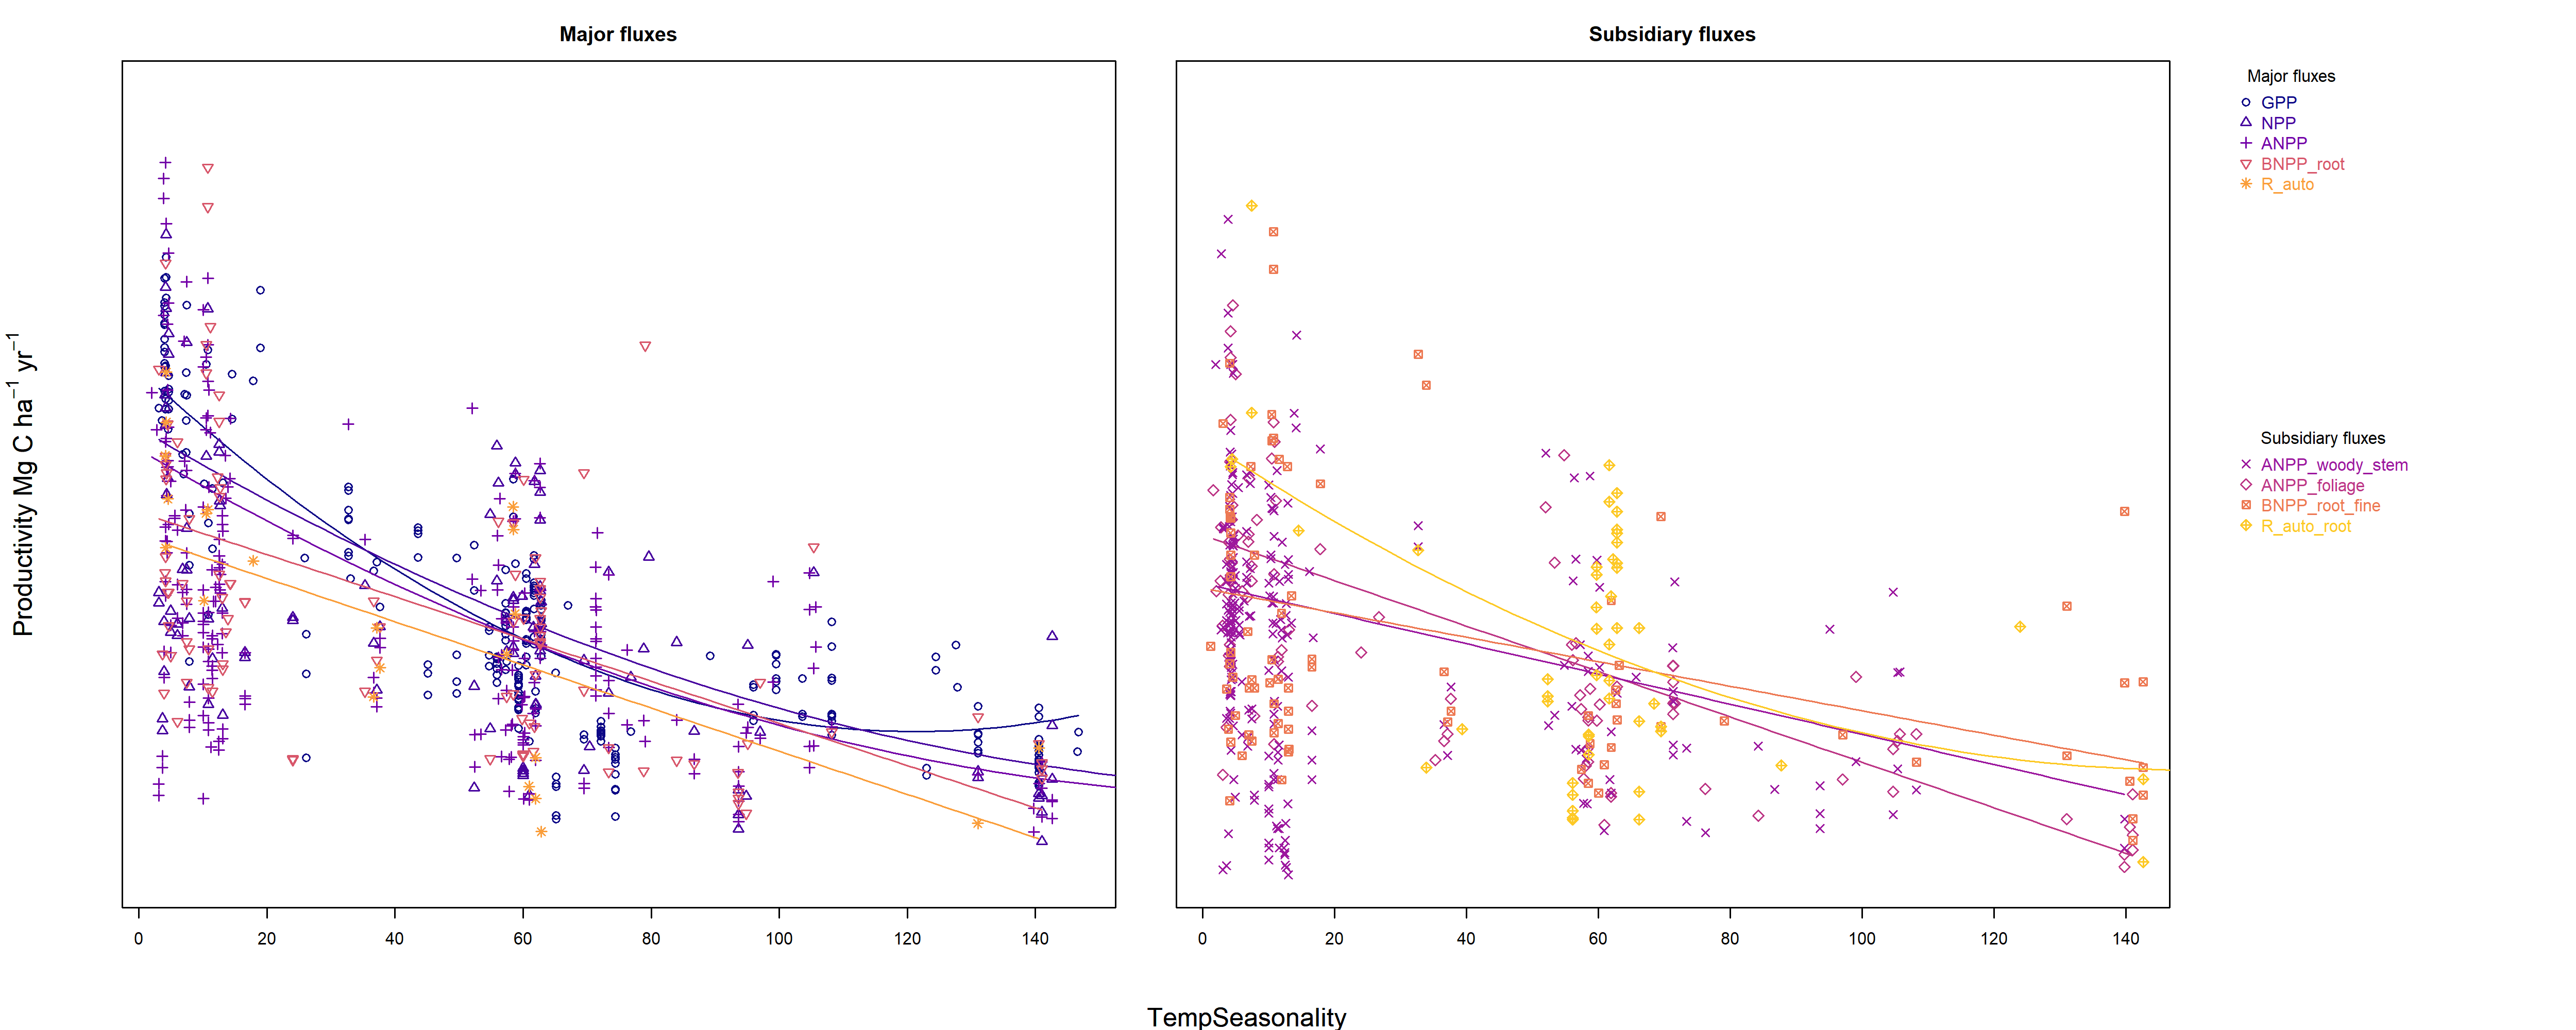 Major fluxes
Subsidiary fluxes
Productivity Mg C ha⁻¹ yr⁻¹
0 20 40 60 80 100 120 140
0 20 40 60 80 100 120 140
TempSeasonality
Major fluxes
GPP
NPP
ANPP
BNPP_root
R_auto
Subsidiary fluxes
ANPP_woody_stem
ANPP_foliage
BNPP_root_fine
R_auto_root